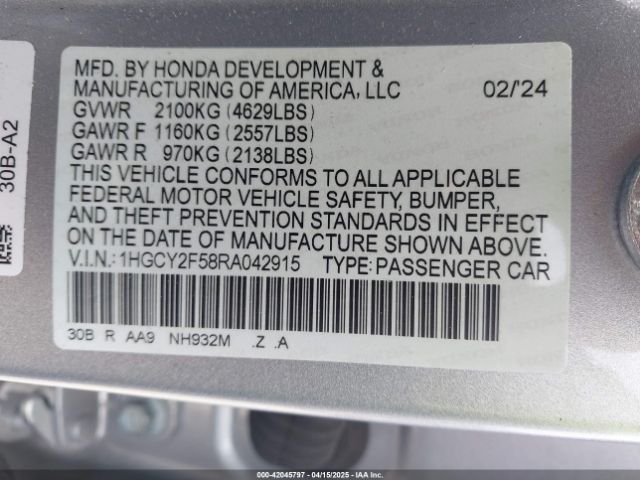 MFD. BY HONDA DEVELOPMENT &
MANUFACTURING OF AMERICA, LLC 02/'24
GVWR 2100KG (4629LBS)
GAWR F 1160KG (2557LBS)
GAWR R 970KG (2138LBS)
THIS VEHICLE CONFORMS TO ALL APPLICABLE
FEDERAL MOTOR VEHICLE SAFETY, BUMPER,
AND THEFT PREVENTION STANDARDS IN EFFECT
ON THE DATE OF MANUFACTURE SHOWN ABOVE.
V.I.N.: 1HGCY2F58RA042915 TYPE: PASSENGER CAR
30B R AA9 NH932M .Z .A
30B-A2
000-42045797 - 04/15/2025 - IAA Inc.